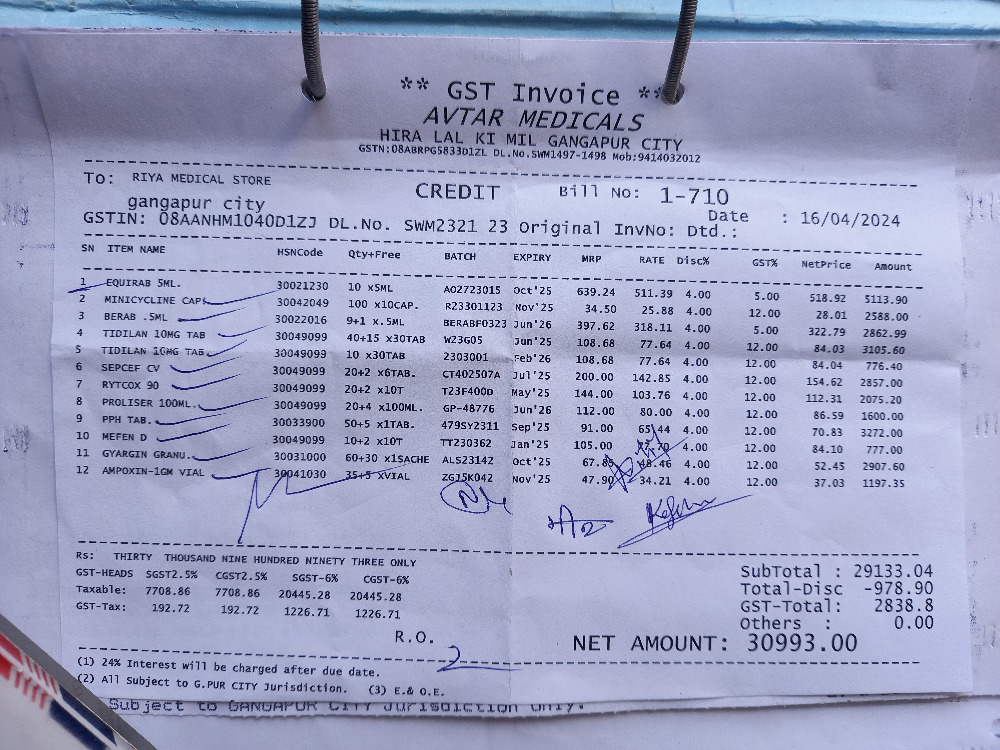 ** GST Invoice **
AVTAR MEDICALS
HIRA LAL KI MIL GANGAPUR CITY
GSTN:08ABRPG5833D1ZL DL.No.SWM1497-1498 Mob:9414032012
To: RIYA MEDICAL STORE CREDIT Bill No: 1-710
gangapur city Date : 16/04/2024
GSTIN: 08AANHM1040D1ZJ DL.No. SWM2321 23 Original InvNo: Dtd.:
SN ITEM NAME HSNCode Qty+Free BATCH EXPIRY MRP RATE Disc% GST% NetPrice Amount
1 EQUIRAB 5ML. 30021230 10 x5ML AO2723015 Oct'25 639.24 511.39 4.00 5.00 518.92 5113.90
2 MINICYCLINE CAPS 30042049 100 x10CAP. R23301123 Nov'25 34.50 25.88 4.00 12.00 28.01 2588.00
3 BERAB .5ML 30022016 9+1 x.5ML BERABF0323 Jun'26 397.62 318.11 4.00 5.00 322.79 2862.99
4 TIDILAN 10MG TAB 30049099 40+15 x30TAB W23G05 Jun'25 108.68 77.64 4.00 12.00 84.03 3105.60
5 TIDILAN 10MG TAB 30049099 10 x30TAB 2303001 Feb'26 108.68 77.64 4.00 12.00 84.04 776.40
6 SEPCEF CV 30049099 20+2 x6TAB. CT402507A Jul'25 200.00 142.85 4.00 12.00 154.62 2857.00
7 RYTCOX 90 30049099 20+2 x10T T23F400D May'25 144.00 103.76 4.00 12.00 112.31 2075.20
8 PROLISER 100ML. 30049099 20+4 x100ML. GP-48776 Jun'26 112.00 80.00 4.00 12.00 86.59 1600.00
9 PPH TAB. 30033900 50+5 x1TAB. 479SY2311 Sep'25 91.00 65.44 4.00 12.00 70.83 3272.00
10 MEFEN D 30049099 10+2 x10T TT230362 Jan'25 105.00 77.70 4.00 12.00 84.10 777.00
11 GYARGIN GRANU. 30031000 60+30 x1SACHE ALS23142 Oct'25 67.85 48.46 4.00 12.00 52.45 2907.60
12 AMPOXIN-1GM VIAL 30041030 35+5 xVIAL ZGJ5K042 Nov'25 47.90 34.21 4.00 12.00 37.03 1197.35
RS: THIRTY THOUSAND NINE HUNDRED NINETY THREE ONLY
GST-HEADS SGST2.5% CGST2.5% SGST-6% CGST-6%
Taxable: 7708.86 7708.86 20445.28 20445.28
GST-Tax: 192.72 192.72 1226.71 1226.71
SubTotal : 29133.04
Total-Disc -978.90
GST-Total: 2838.8
Others : 0.00
R.O.
NET AMOUNT: 30993.00
(1) 24% Interest will be charged after due date.
(2) All Subject to G.PUR CITY Jurisdiction. (3) E.& O.E.
Subject to GANGAPUR CITY Jurisdiction only.